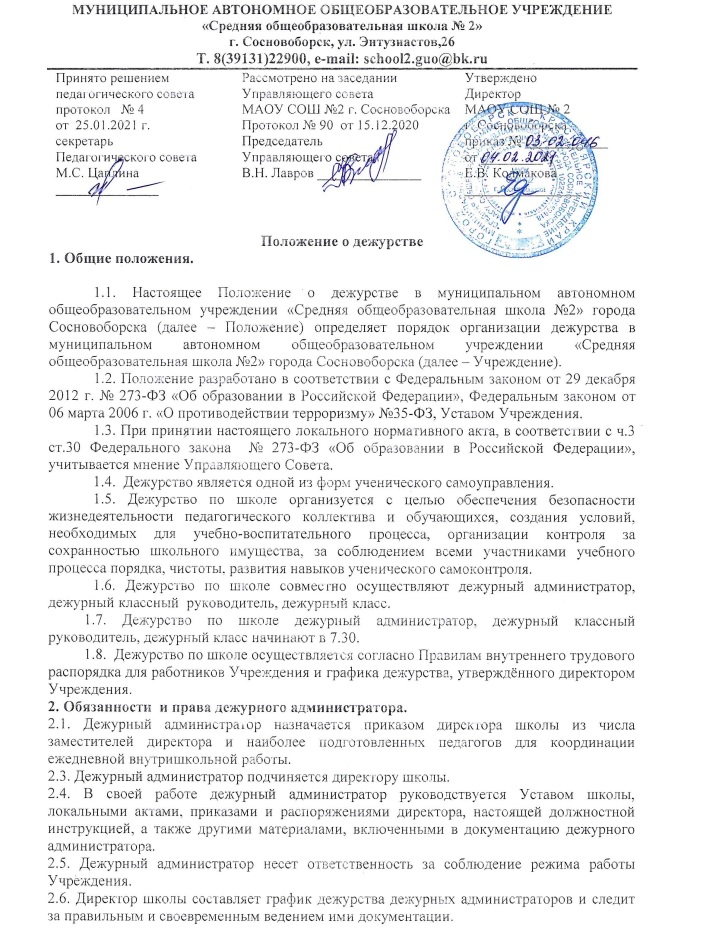 МУНИЦИПАЛЬНОЕ АВТОНОМНОЕ ОБЩЕОБРАЗОВАТЕЛЬНОЕ УЧРЕЖДЕНИЕ
«Средняя общеобразовательная школа № 2»
г. Сосновоборск, ул. Энтузиастов,26
Т. 8(39131)22900, e-mail: school2.guo@bk.ru
Принято решением
педагогического совета
протокол № 4
от 25.01.2021 г.
секретарь
Педагогического совета
М.С. Цаплина
Рассмотрено на заседании
Управляющего совета
МАОУ СОШ №2 г. Сосновоборска
Протокол № 90 от 15.12.2020
Председатель
Управляющего совета
В.Н. Лавров
Утверждено
Директор
МАОУ СОШ № 2
г. Сосновоборска
приказ № 03-02-046
от 04.02.2021
Е.В. Колмакова
Положение о дежурстве
1. Общие положения.
1.1. Настоящее Положение о дежурстве в муниципальном автономном
общеобразовательном учреждении «Средняя общеобразовательная школа №2» города
Сосновоборска (далее – Положение) определяет порядок организации дежурства в
муниципальном автономном общеобразовательном учреждении «Средняя
общеобразовательная школа №2» города Сосновоборска (далее – Учреждение).
1.2. Положение разработано в соответствии с Федеральным законом от 29 декабря
2012 г. № 273-ФЗ «Об образовании в Российской Федерации», Федеральным законом от
06 марта 2006 г. «О противодействии терроризму» №35-ФЗ, Уставом Учреждения.
1.3. При принятии настоящего локального нормативного акта, в соответствии с ч.3
ст.30 Федерального закона № 273-ФЗ «Об образовании в Российской Федерации»,
учитывается мнение Управляющего Совета.
1.4. Дежурство является одной из форм ученического самоуправления.
1.5. Дежурство по школе организуется с целью обеспечения безопасности
жизнедеятельности педагогического коллектива и обучающихся, создания условий,
необходимых для учебно-воспитательного процесса, организации контроля за
сохранностью школьного имущества, за соблюдением всеми участниками учебного
процесса порядка, чистоты, развития навыков ученического самоконтроля.
1.6. Дежурство по школе совместно осуществляют дежурный администратор,
дежурный классный руководитель, дежурный класс.
1.7. Дежурство по школе дежурный администратор, дежурный классный
руководитель, дежурный класс начинают в 7.30.
1.8. Дежурство по школе осуществляется согласно Правилам внутреннего трудового
распорядка для работников Учреждения и графика дежурства, утверждённого директором
Учреждения.
2. Обязанности и права дежурного администратора.
2.1. Дежурный администратор назначается приказом директора школы из числа
заместителей директора и наиболее подготовленных педагогов для координации
ежедневной внутришкольной работы.
2.3. Дежурный администратор подчиняется директору школы.
2.4. В своей работе дежурный администратор руководствуется Уставом школы,
локальными актами, приказами и распоряжениями директора, настоящей должностной
инструкцией, а также другими материалами, включенными в документацию дежурного
администратора.
2.5. Дежурный администратор несет ответственность за соблюдение режима работы
Учреждения.
2.6. Директор школы составляет график дежурства дежурных администраторов и следит
за правильным и своевременным ведением ими документации.